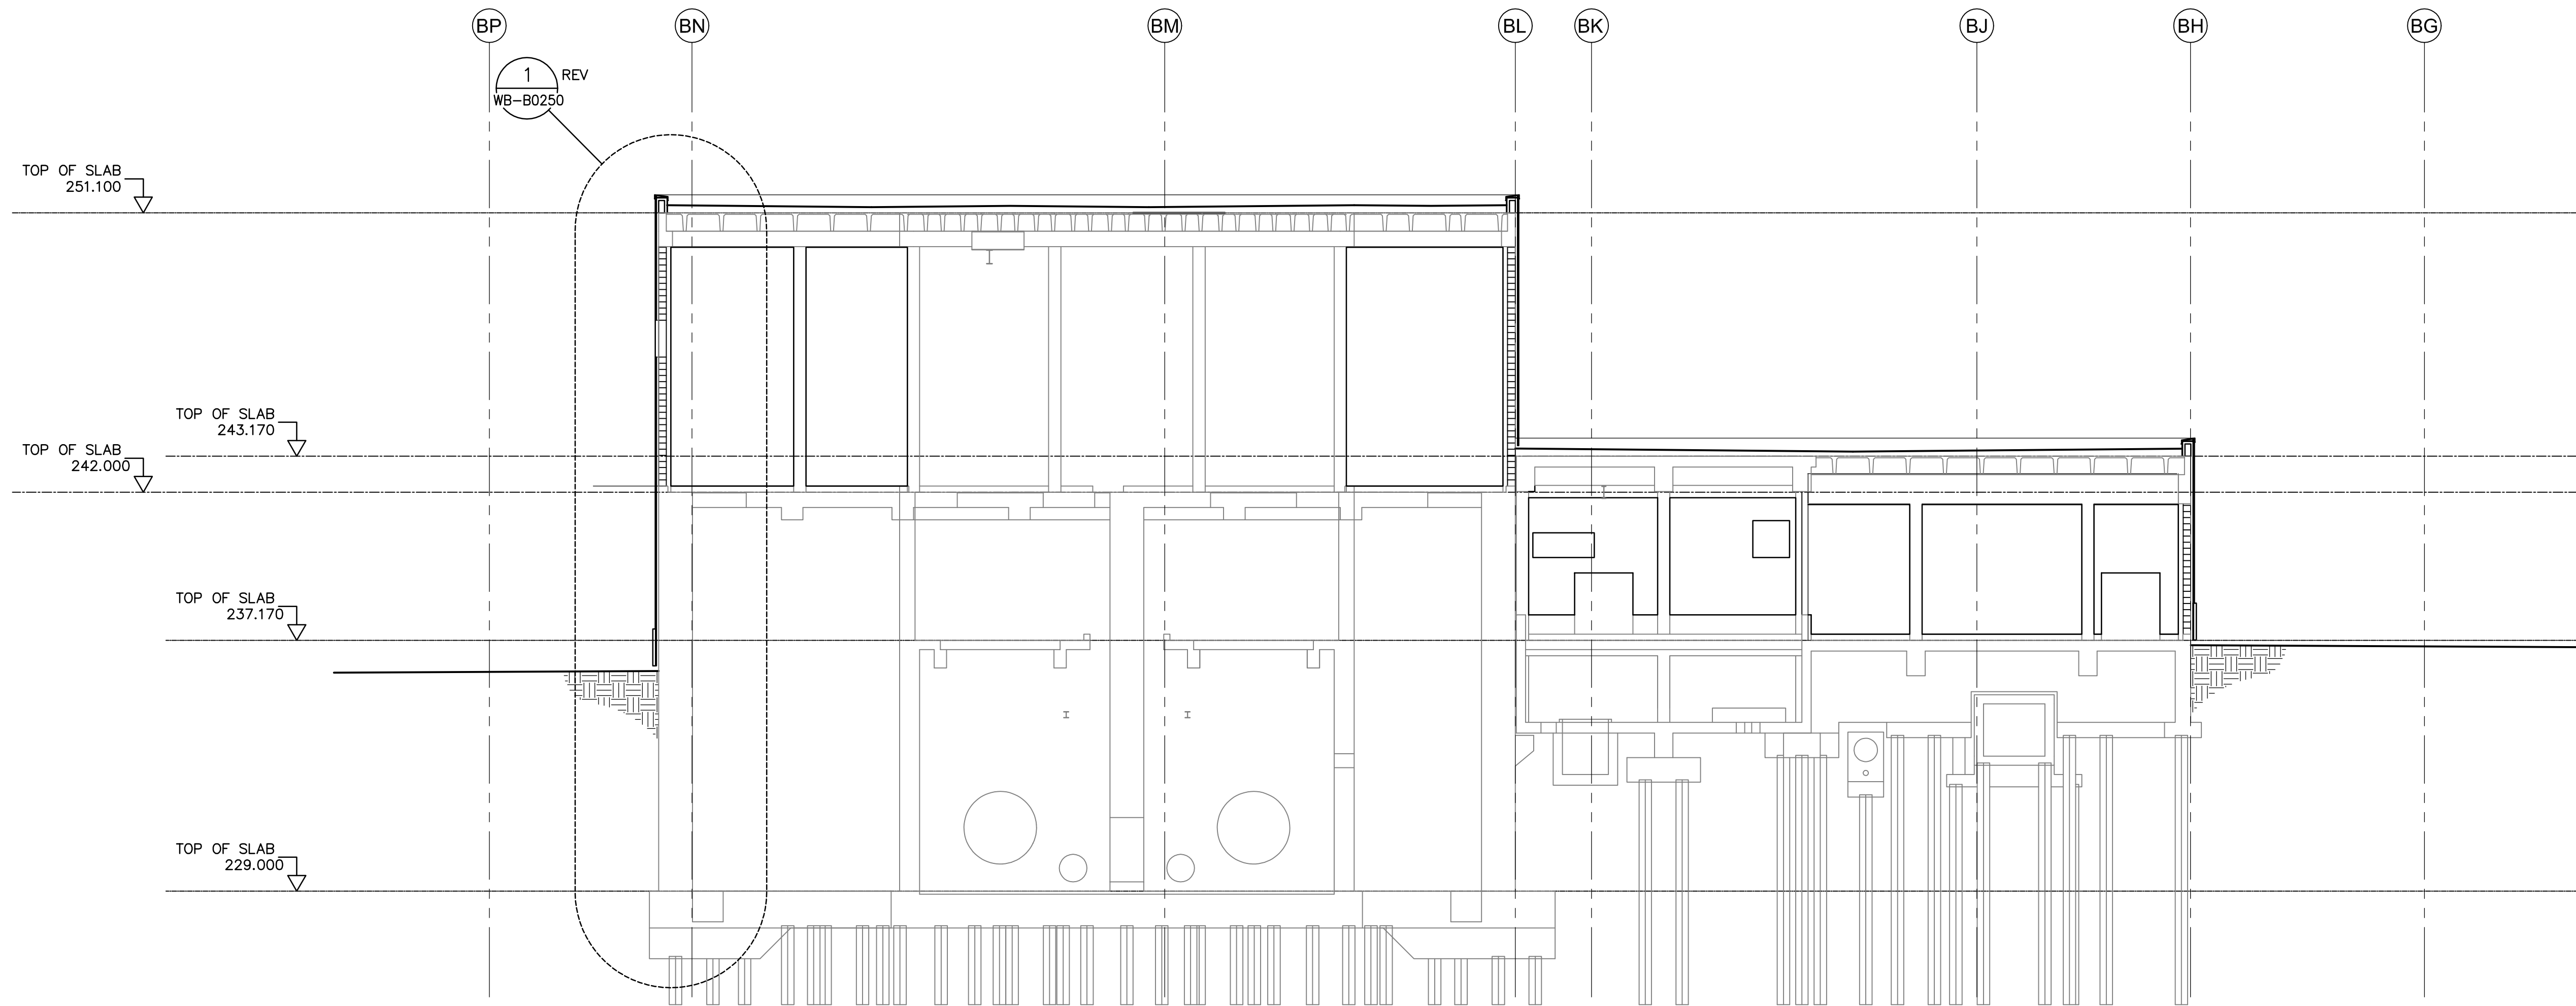 BP
BN
BM
BL
BK
BJ
BH
BG
1
REV
WB-B0250
TOP OF SLAB
251.100
TOP OF SLAB
243.170
TOP OF SLAB
242.000
TOP OF SLAB
237.170
TOP OF SLAB
229.000